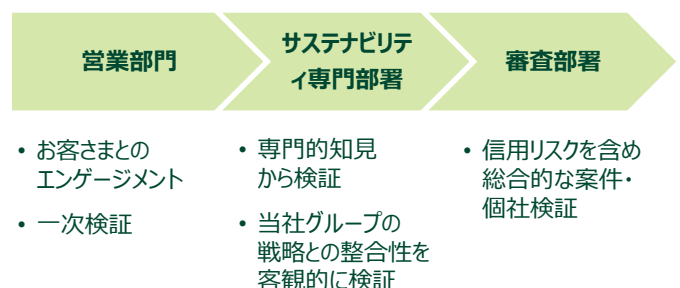 営業部門
サステナビリテ
ィ専門部署
審査部署
• お客さまとの
エンゲージメント
• 一次検証
• 専門的知見
から検証
• 当社グループの
戦略との整合性を
客観的に検証
• 信用リスクを含め
総合的な案件・
個社検証